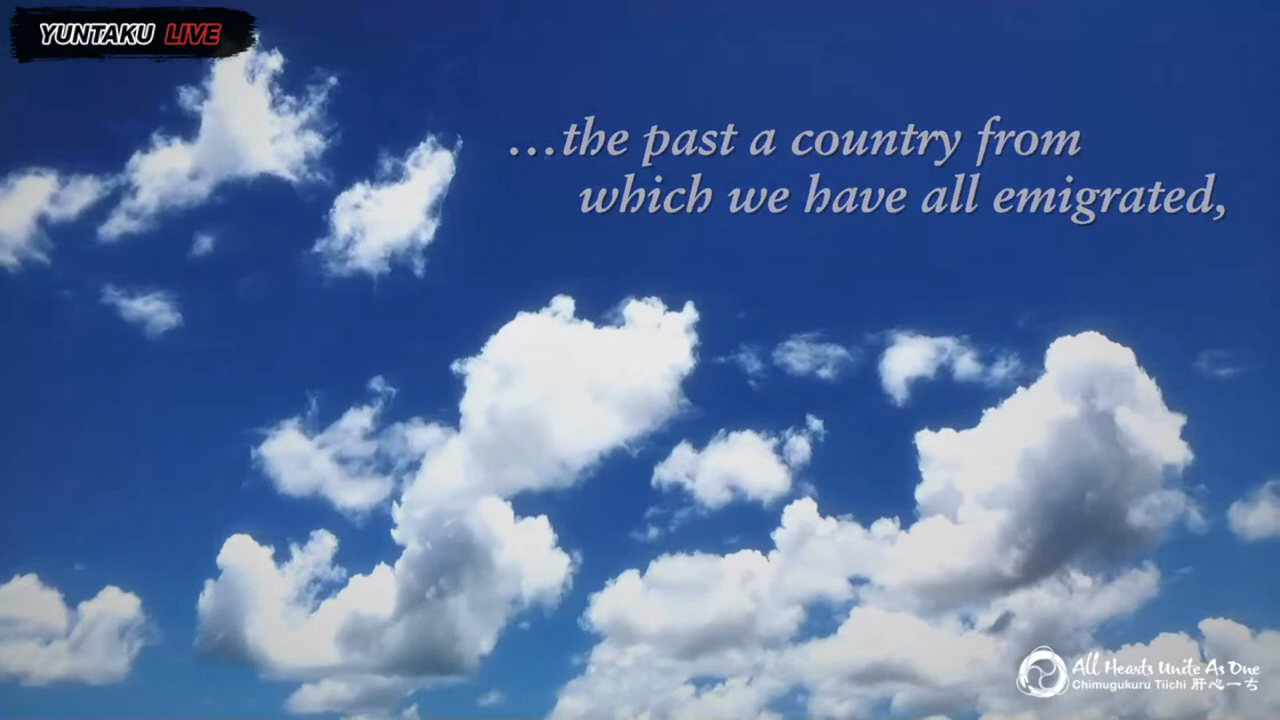 YUNTAKU LIVE
...the past a country from
which we have all emigrated,
All Hearts Unite As One
Chimugukuru Tiichi 肝心一ち